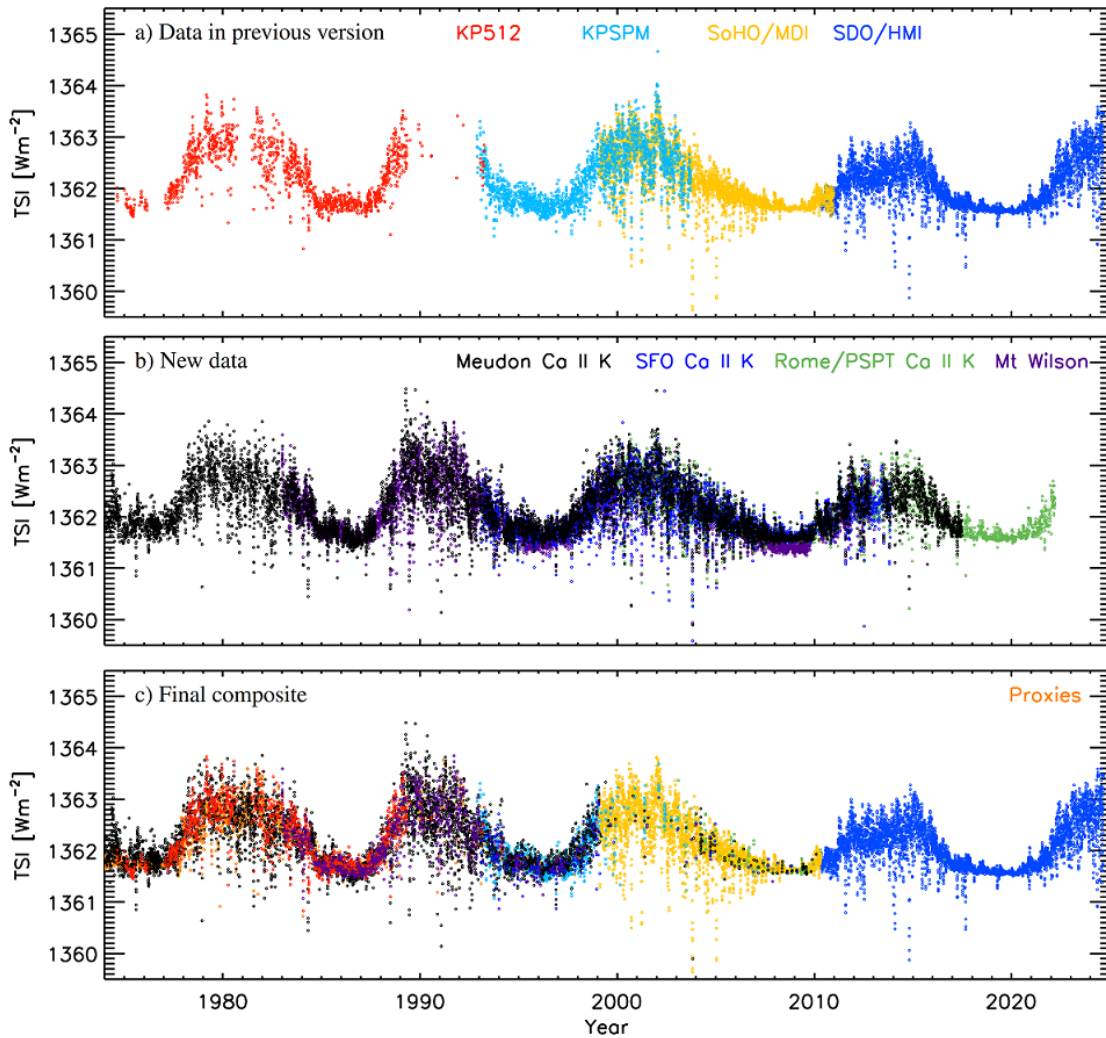 a) Data in previous version KP512 KPSPM SoHO/MDI SDO/HMI
1365
1364
1363
1362
1361
1360
TSI [Wm⁻²]
b) New data Meudon Ca II K SFO Ca II K Rome/PSPT Ca II K Mt Wilson
1365
1364
1363
1362
1361
1360
TSI [Wm⁻²]
c) Final composite Proxies
1365
1364
1363
1362
1361
1360
TSI [Wm⁻²]
1980 1990 2000 2010 2020
Year